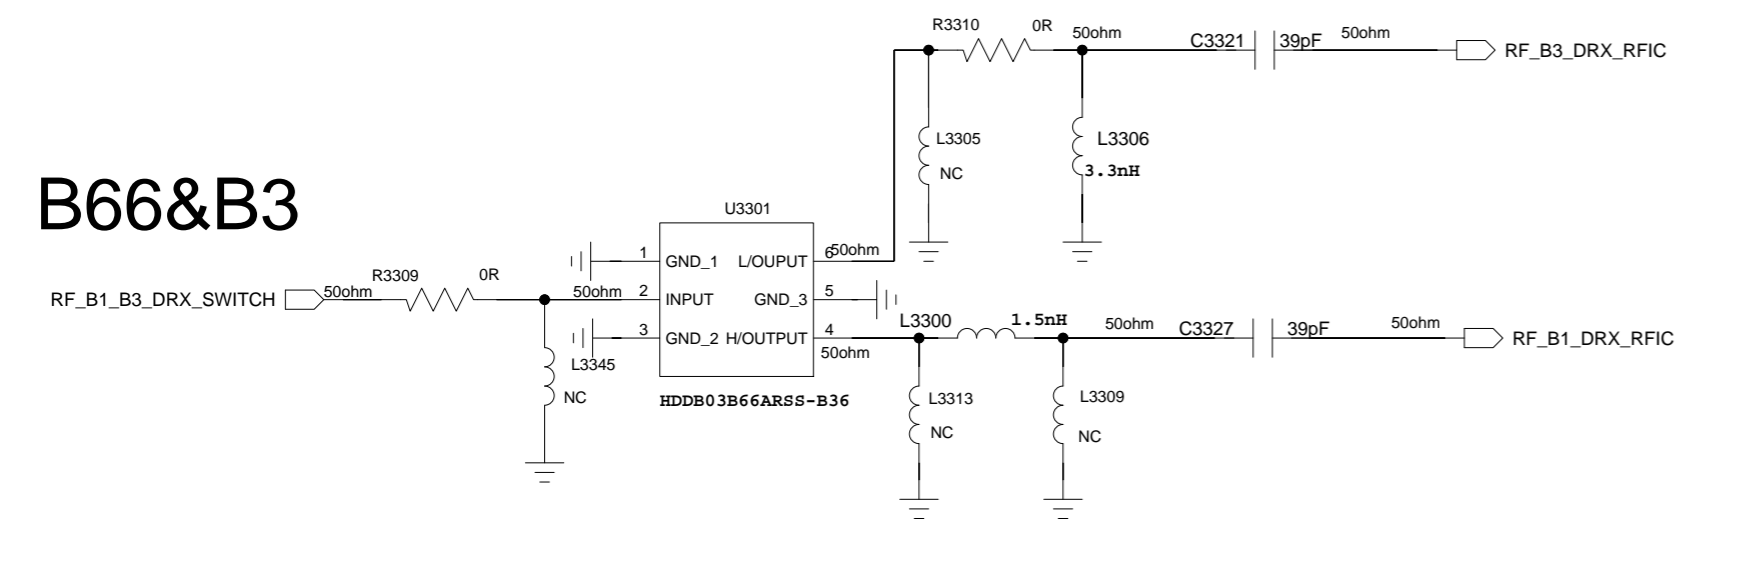 R3310 0R
50ohm
C3321 39pF 50ohm
RF_B3_DRX_RFIC
L3305
NC
L3306
3.3nH
B66&B3
U3301
1 GND_1 L/OUPUT 6 50ohm
R3309 0R
RF_B1_B3_DRX_SWITCH 50ohm
50ohm 2 INPUT GND_3 5
3 GND_2 H/OUTPUT 4
50ohm
L3300 1.5nH
50ohm C3327 39pF 50ohm
RF_B1_DRX_RFIC
L3345
NC
HDDB03B66ARSS-B36
L3313
NC
L3309
NC